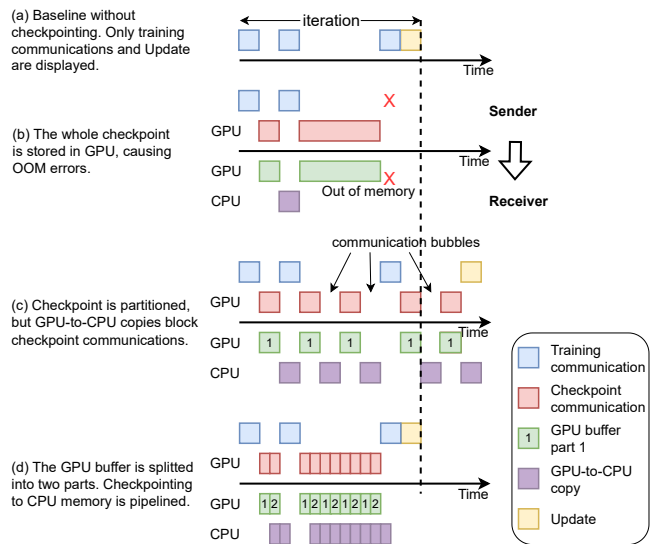 (a) Baseline without
checkpointing. Only training
communications and Update
are displayed.
iteration
Time
X
Sender
(b) The whole checkpoint
is stored in GPU, causing
OOM errors.
GPU
Time
GPU
X
Out of memory
CPU
Receiver
communication bubbles
(c) Checkpoint is partitioned,
but GPU-to-CPU copies block
checkpoint communications.
GPU
Time
GPU
1 1 1 1 1
CPU
(d) The GPU buffer is splitted
into two parts. Checkpointing
to CPU memory is pipelined.
GPU
Time
GPU
1 2 1 2 1 2 1 2 1 2
CPU
Training
communication
Checkpoint
communication
1
GPU buffer
part 1
GPU-to-CPU
copy
Update